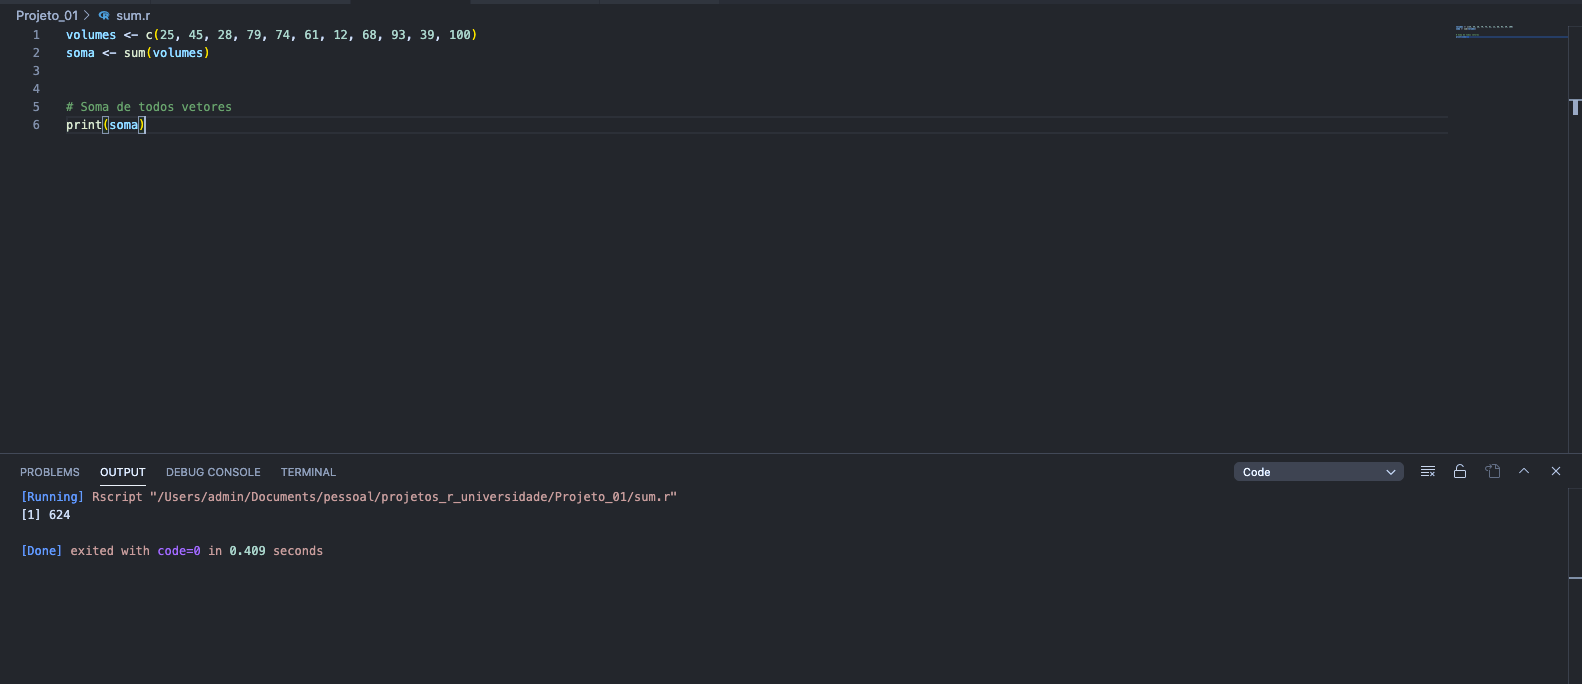 Projeto_01 > sum.r
1 volumes <- c(25, 45, 28, 79, 74, 61, 12, 68, 93, 39, 100)
2 soma <- sum(volumes)
3
4
5 # Soma de todos vetores
6 print(soma)
PROBLEMS OUTPUT DEBUG CONSOLE TERMINAL Code
[Running] Rscript "/Users/admin/Documents/pessoal/projetos_r_universidade/Projeto_01/sum.r"
[1] 624
[Done] exited with code=0 in 0.409 seconds